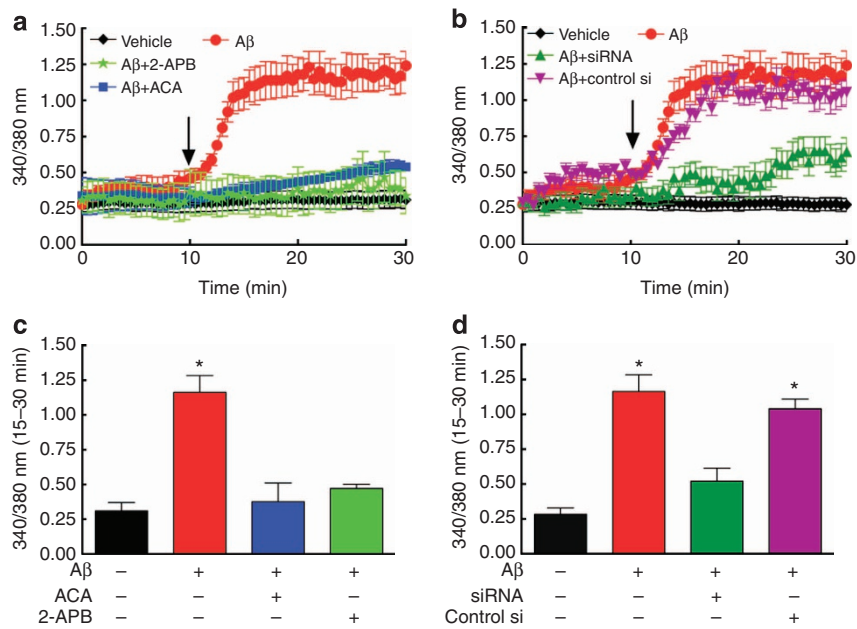 a
1.50
1.25
1.00
0.50
0.25
0.00
340/380 nm
Vehicle
Aβ
Aβ+2-APB
Aβ+ACA
0
10
20
30
Time (min)
b
1.50
1.25
1.00
0.50
0.25
0.00
340/380 nm
Vehicle
Aβ
Aβ+siRNA
Aβ+control si
0
10
20
30
Time (min)
c
1.50
1.25
1.00
0.75
0.50
0.25
0.00
340/380 nm (15–30 min)
*
Aβ – + + +
ACA – – + –
2-APB – – – +
d
1.50
1.25
1.00
0.75
0.50
0.25
0.00
340/380 nm (15–30 min)
*
*
Aβ – + + +
siRNA – – + –
Control si – – – +